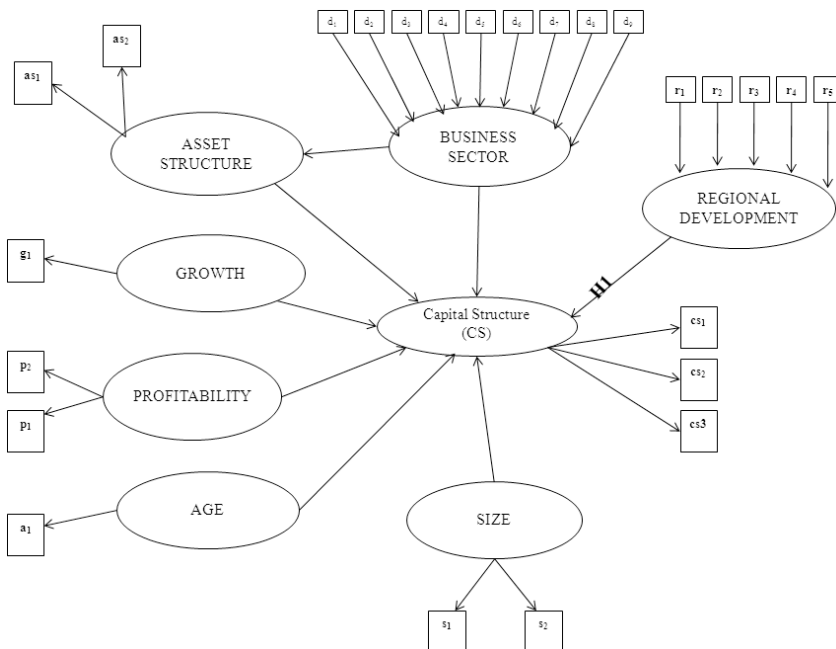 as₂
d₁ d₂ d₃ d₄ d₅ d₆ d₇ d₈ d₉
as₁
r₁ r₂ r₃ r₄ r₅
ASSET
STRUCTURE
BUSINESS
SECTOR
REGIONAL
DEVELOPMENT
g₁
GROWTH
H1
Capital Structure
(CS)
cs₁
cs₂
cs3
p₂
p₁
PROFITABILITY
a₁
AGE
SIZE
s₁
s₂